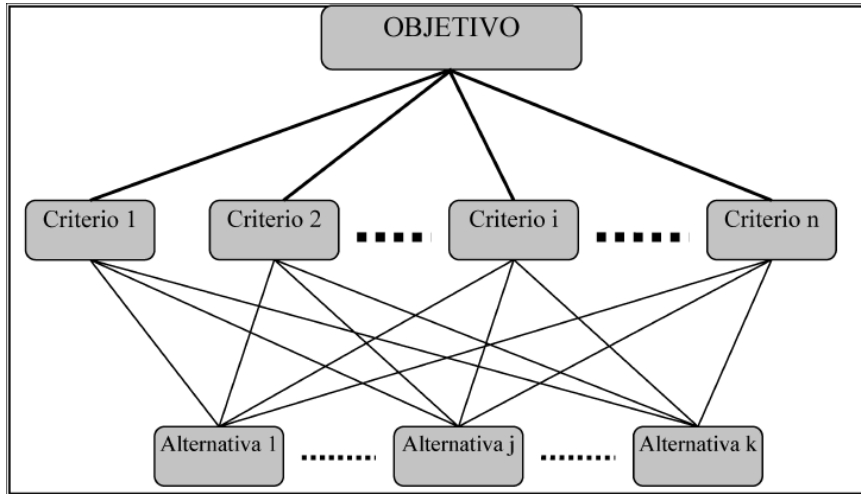 OBJETIVO
Criterio 1
Criterio 2
Criterio i
Criterio n
Alternativa 1
Alternativa j
Alternativa k